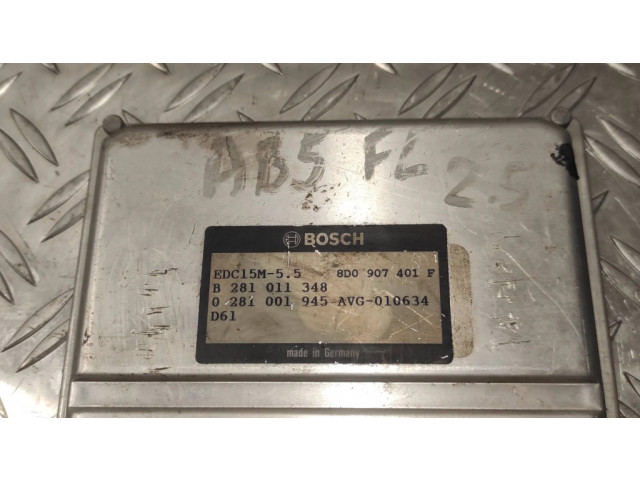 AB5 FL
2.5
BOSCH
EDC15M-5.5 8D0 907 401 F
B 281 011 348
0 281 001 945 AVG-010634
D61
made in Germany